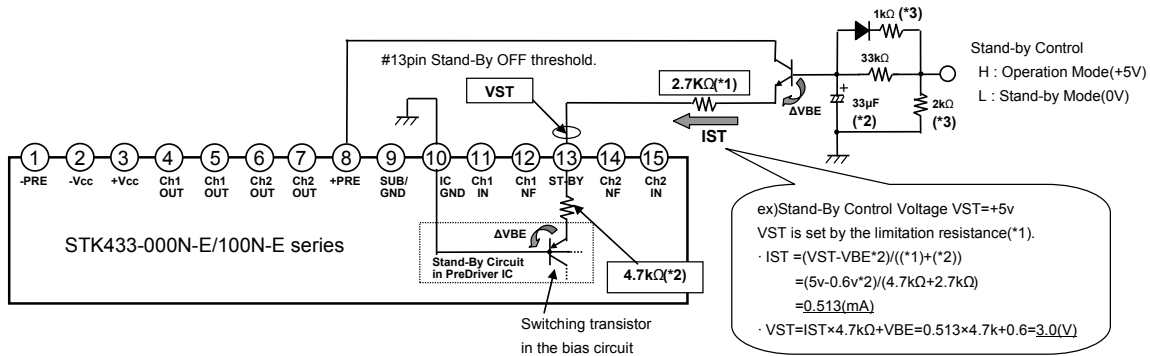 1kΩ (*3)
#13pin Stand-By OFF threshold.
33kΩ
Stand-by Control
H : Operation Mode(+5V)
L : Stand-by Mode(0V)
VST
2.7KΩ(*1)
ΔVBE
+
33μF
(*2)
2kΩ
(*3)
IST
1 2 3 4 5 6 7 8 9 10 11 12 13 14 15
-PRE -Vcc +Vcc Ch1 OUT Ch1 OUT Ch2 OUT Ch2 OUT +PRE SUB/ GND IC GND Ch1 IN Ch1 NF ST-BY Ch2 NF Ch2 IN
STK433-000N-E/100N-E series
ΔVBE
Stand-By Circuit
in PreDriver IC
4.7kΩ(*2)
Switching transistor
in the bias circuit
ex)Stand-By Control Voltage VST=+5v
VST is set by the limitation resistance(*1).
· IST =(VST-VBE*2)/((*1)+(*2))
=(5v-0.6v*2)/(4.7kΩ+2.7kΩ)
=0.513(mA)
· VST=IST×4.7kΩ+VBE=0.513×4.7k+0.6=3.0(V)